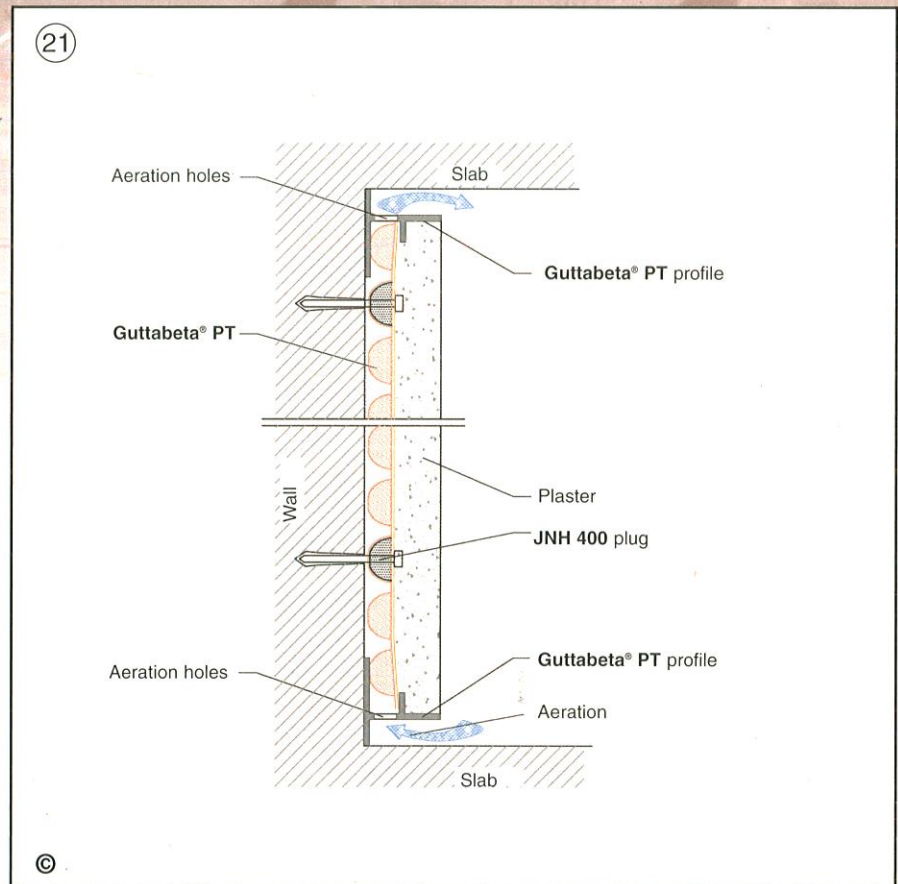 21
Slab
Aeration holes
Guttabeta® PT profile
Guttabeta® PT
Wall
Plaster
JNH 400 plug
Guttabeta® PT profile
Aeration holes
Aeration
Slab
©